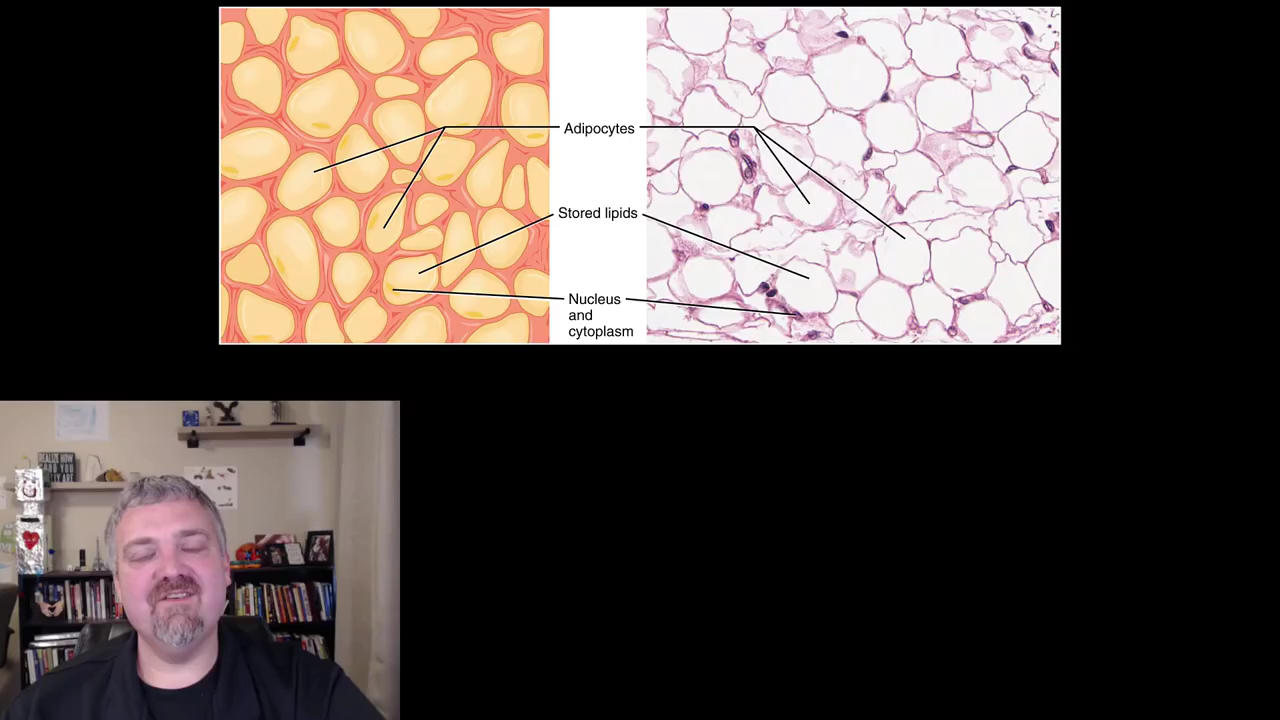 Adipocytes
Stored lipids
Nucleus
and
cytoplasm